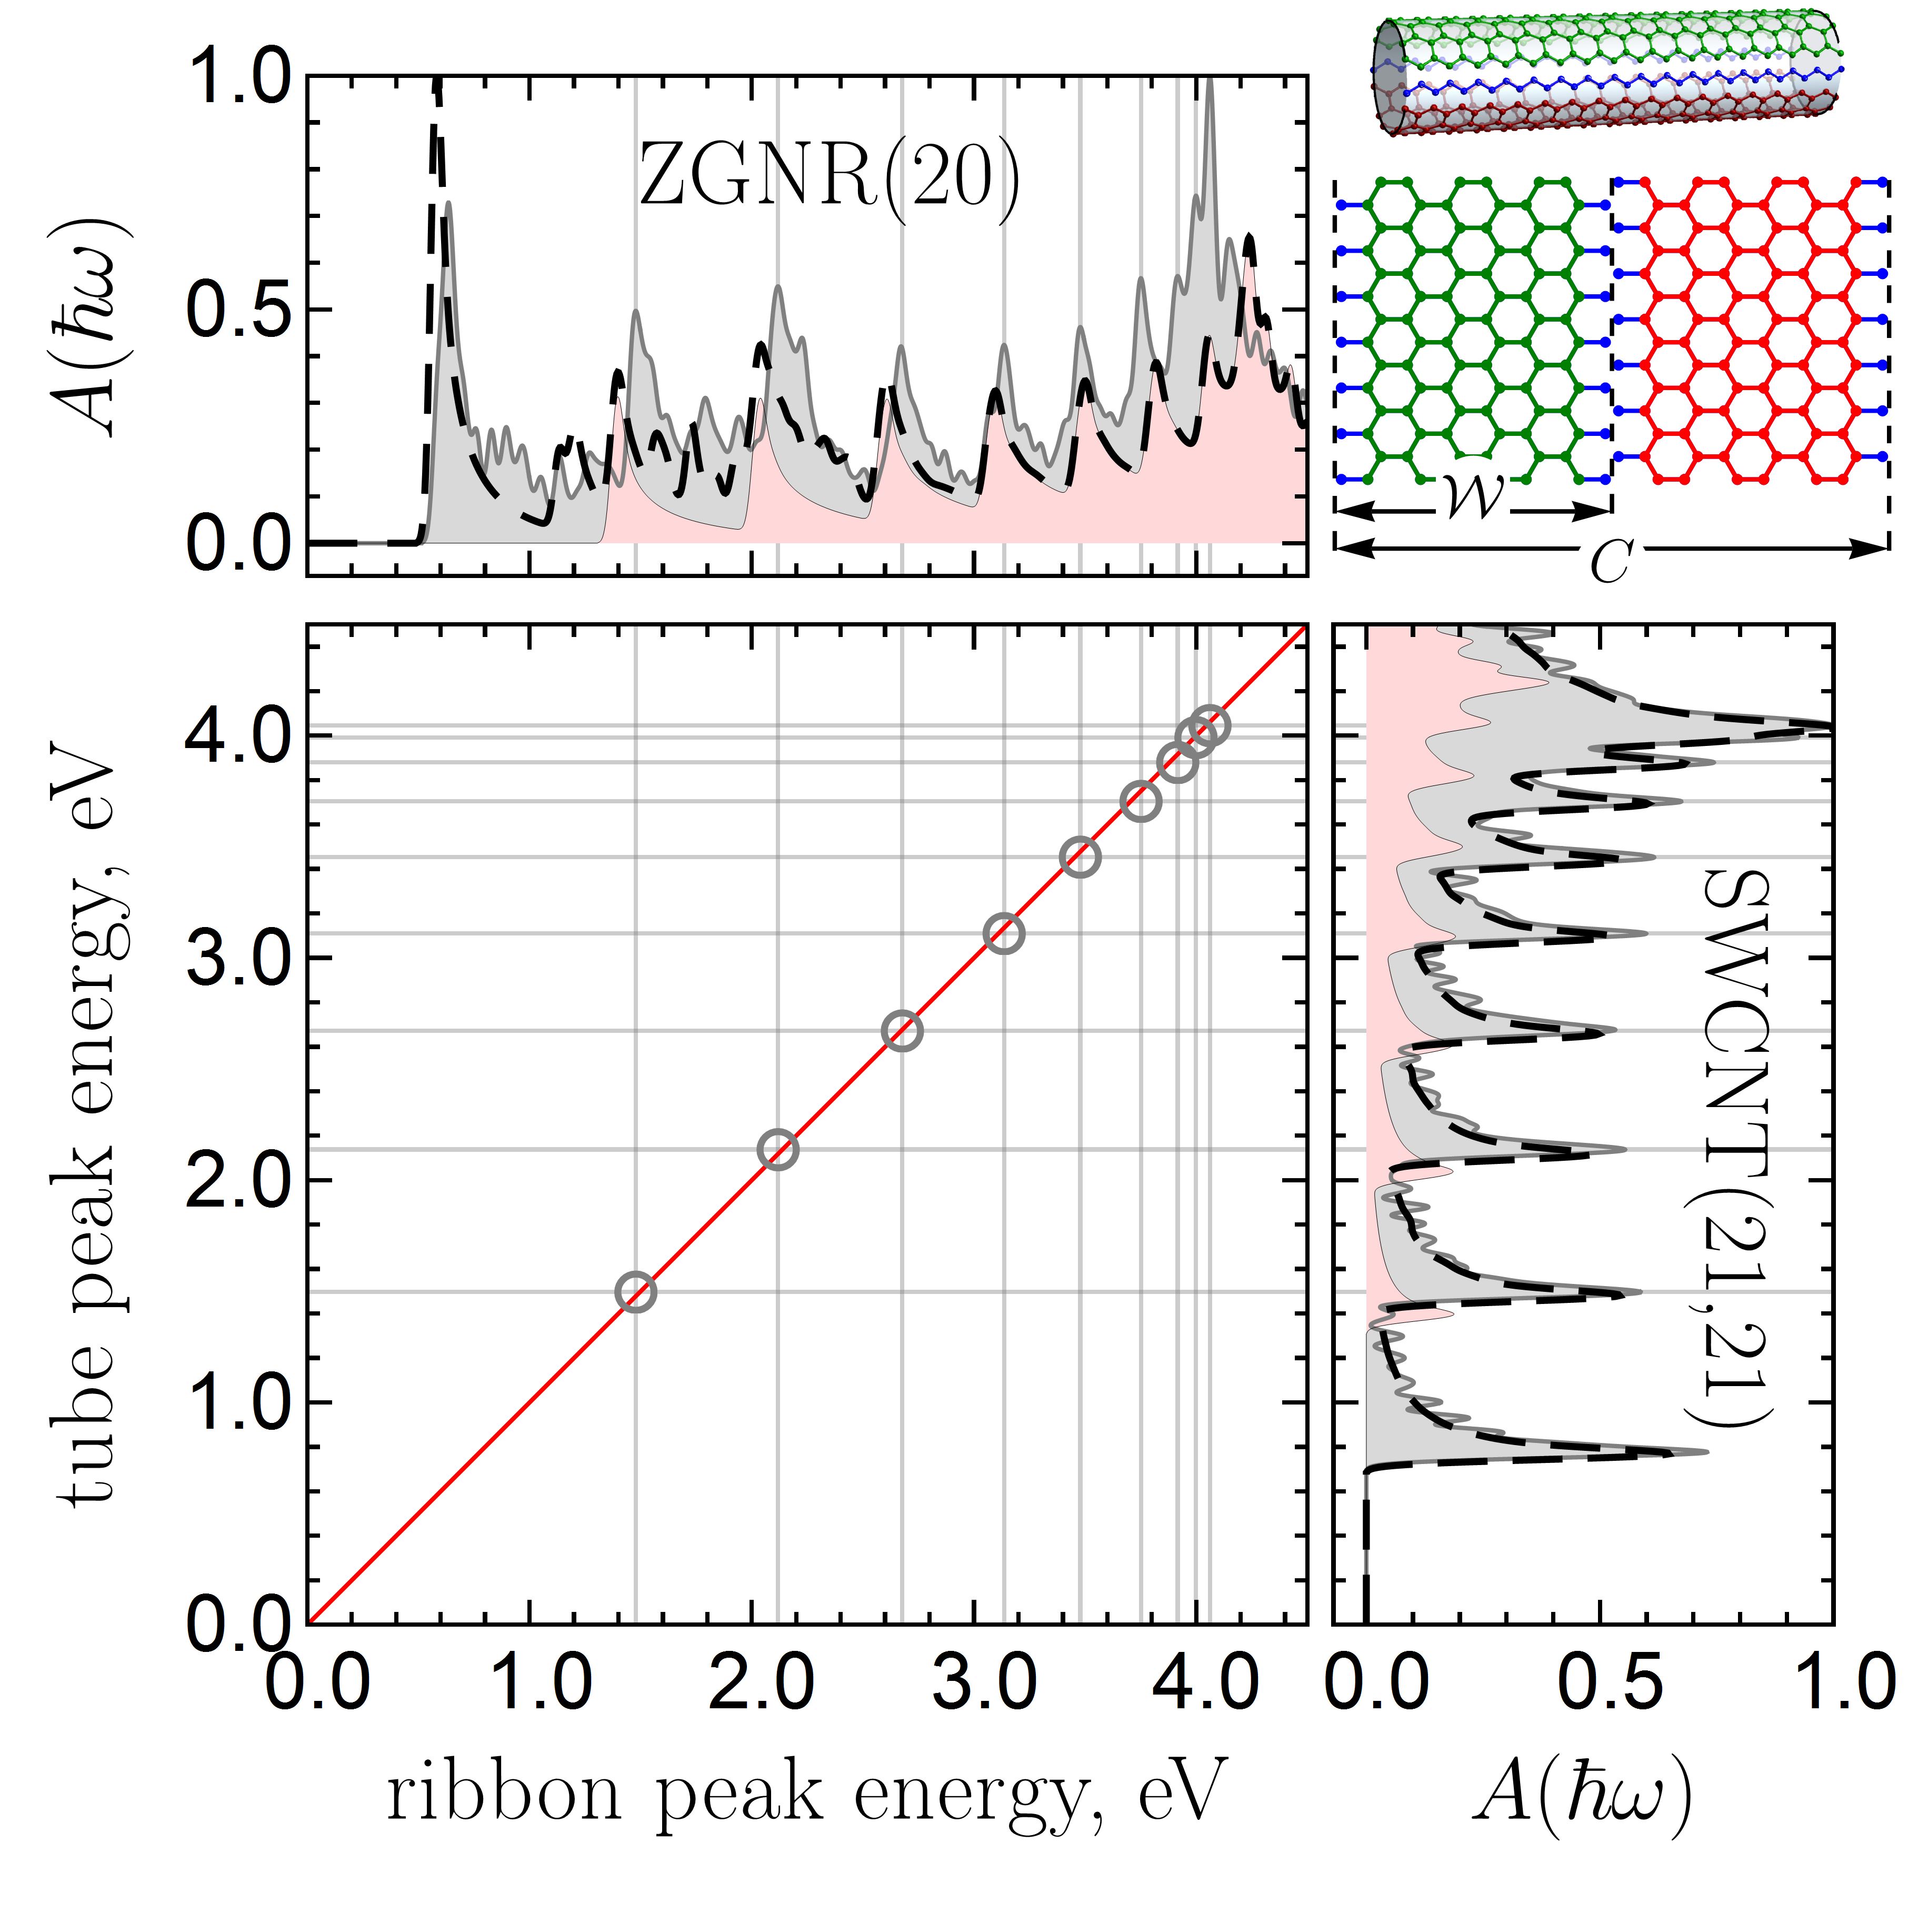 1.0
0.5
0.0
A(ħω)
ZGNR(20)
𝒲
C
4.0
3.0
2.0
1.0
0.0
tube peak energy, eV
SWCNT(21,21)
0.0 1.0 2.0 3.0 4.0
0.0 0.5 1.0
ribbon peak energy, eV
A(ħω)